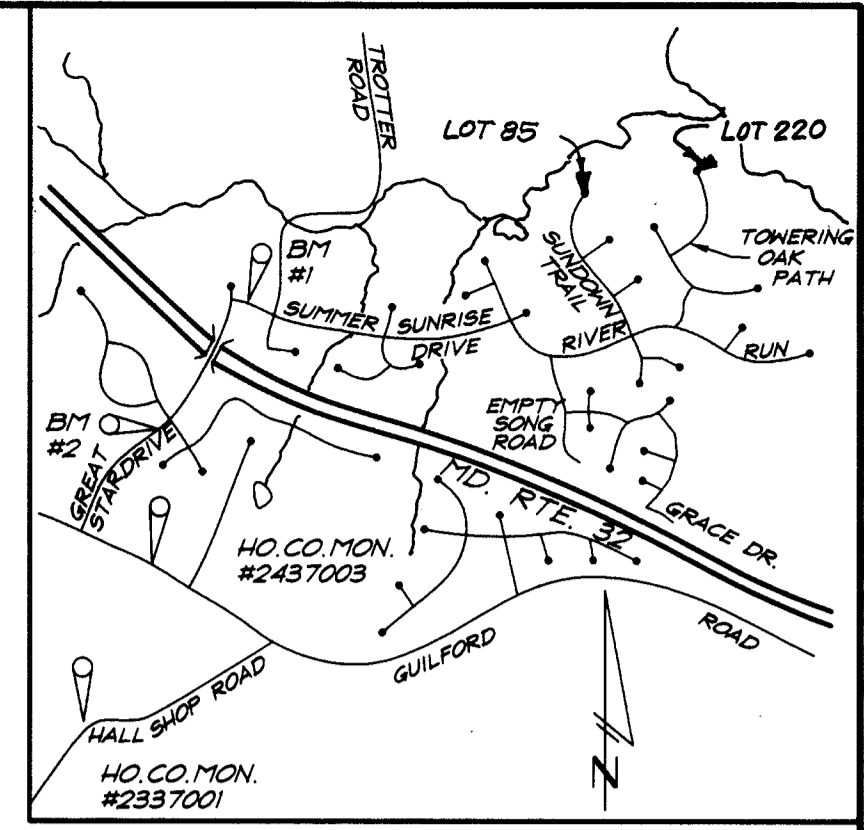 TROTTER
ROAD
LOT 85
LOT 220
BM
#1
SUNDOWN
TRAIL
TOWERING
OAK
PATH
SUMMER SUNRISE
DRIVE
RIVER RUN
BM
#2
EMPTY
SONG
ROAD
GREAT
STAR DRIVE
MD. RTE. 32
GRACE DR.
HO.CO.MON.
#2437003
GUILFORD ROAD
HALL SHOP ROAD
N
HO.CO.MON.
#2337001